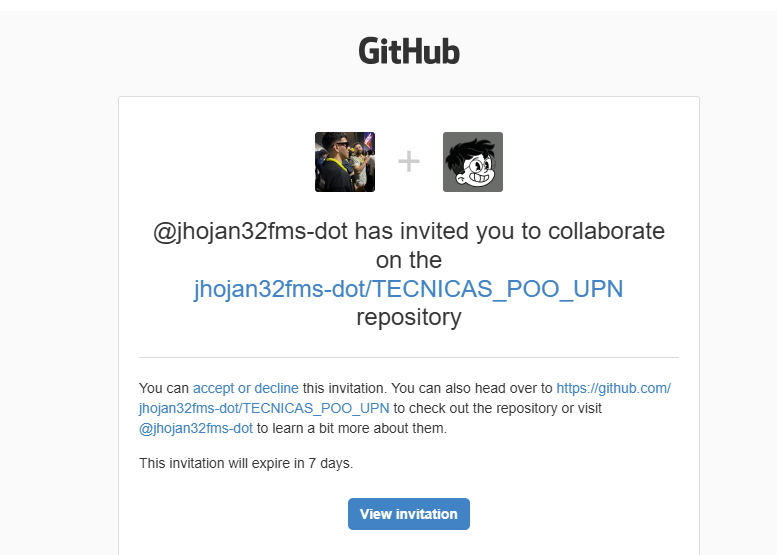 GitHub
@jhojan32fms-dot has invited you to collaborate
on the
jhojan32fms-dot/TECNICAS_POO_UPN
repository
You can accept or decline this invitation. You can also head over to https://github.com/
jhojan32fms-dot/TECNICAS_POO_UPN to check out the repository or visit
@jhojan32fms-dot to learn a bit more about them.
This invitation will expire in 7 days.
View invitation